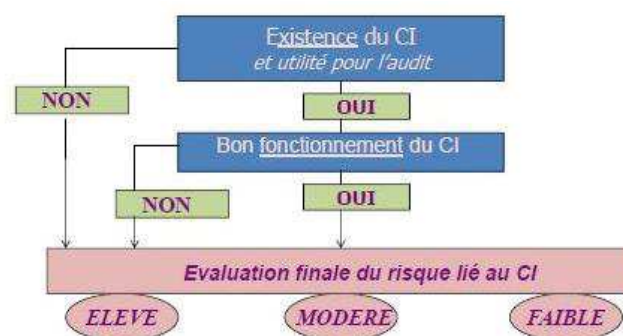 Existence du CI
et utilité pour l'audit
NON
OUI
Bon fonctionnement du CI
NON
OUI
Evaluation finale du risque lié au CI
ELEVE
MODERE
FAIBLE